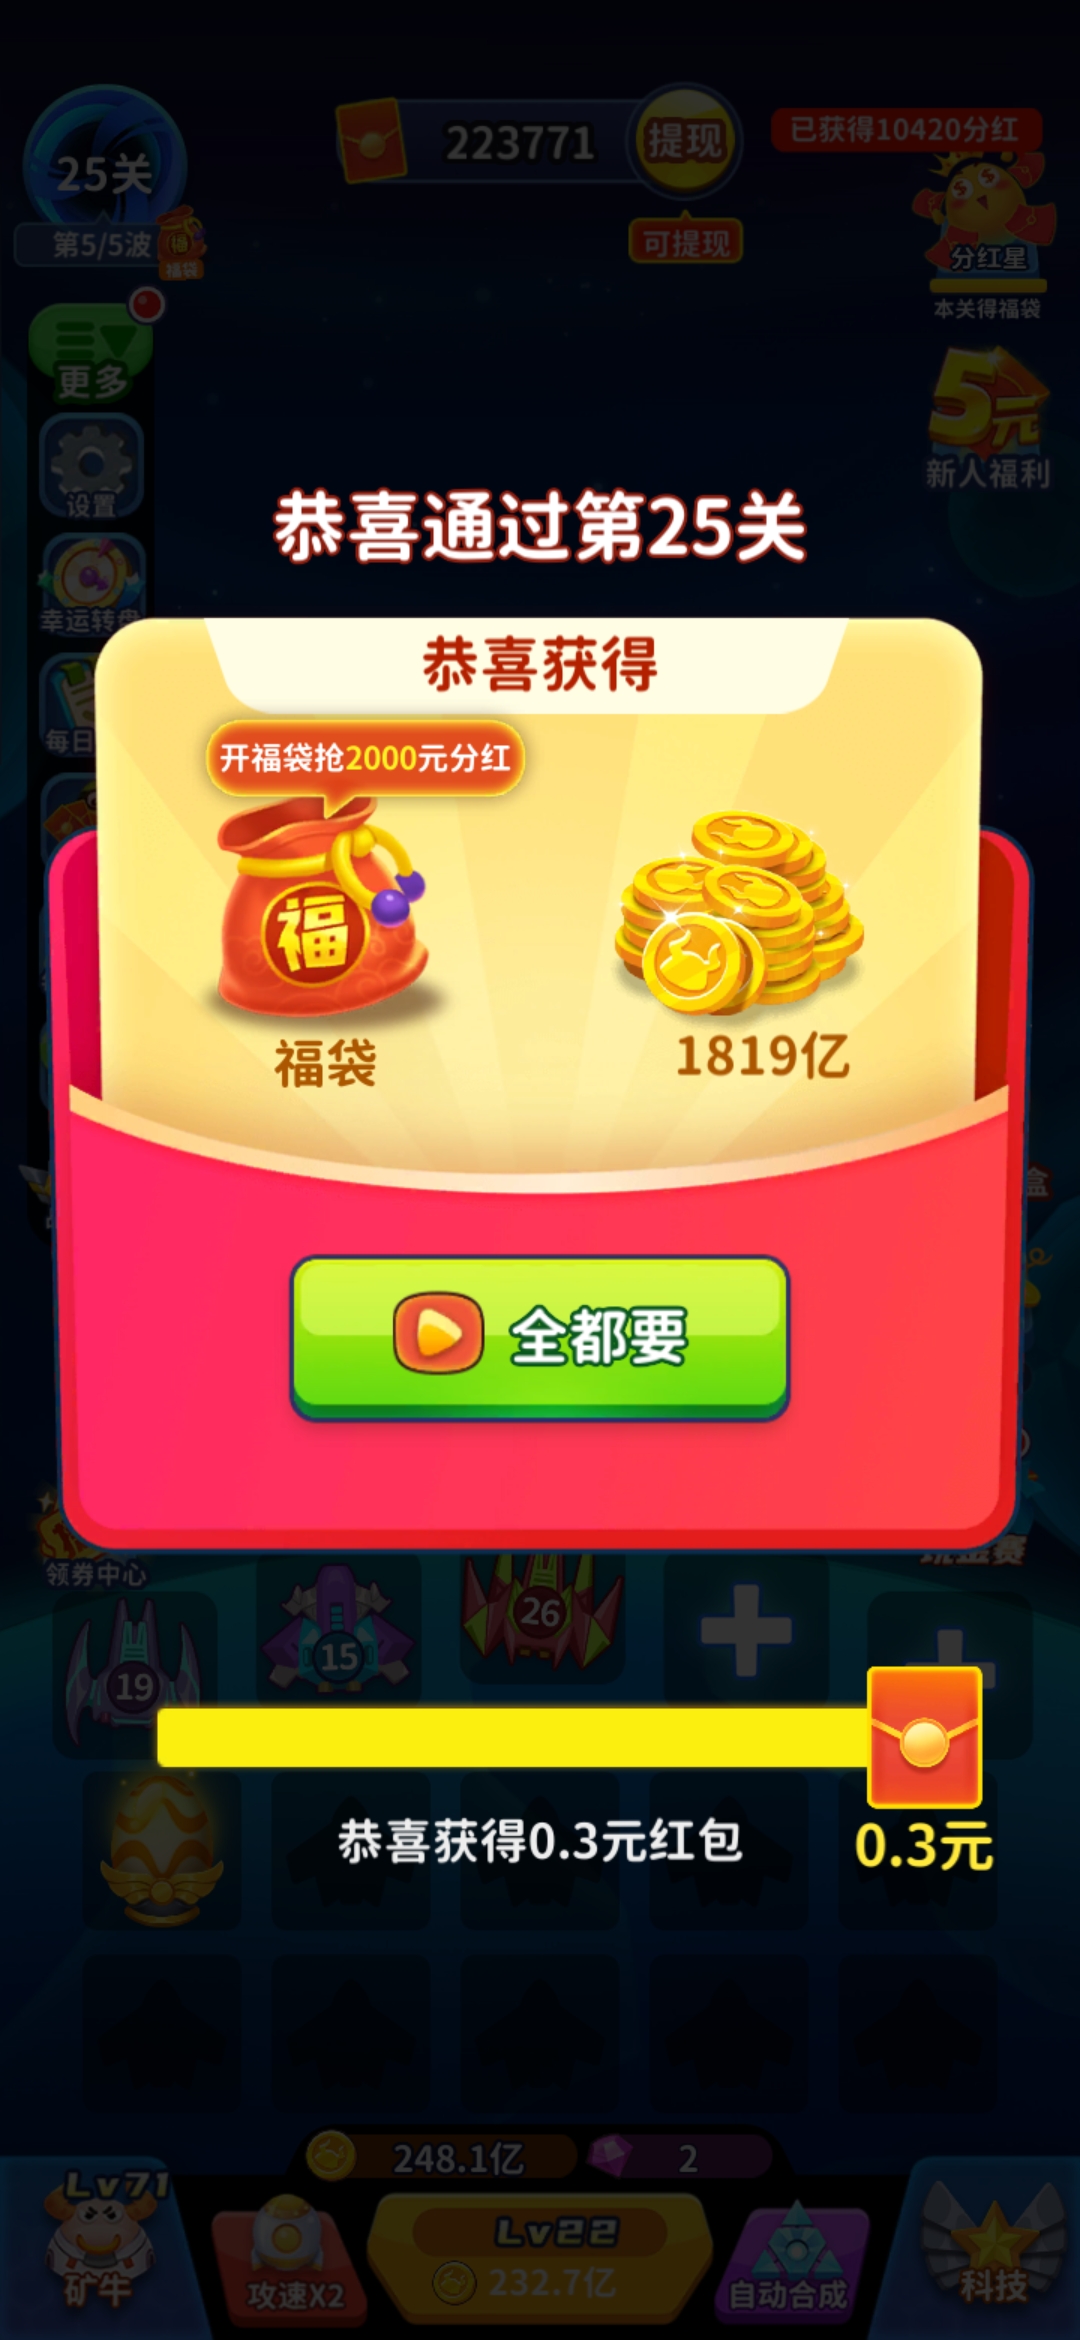 25关
223771
提现
已获得10420分红
第5/5波
福袋
可提现
分红星
本关得福袋
更多
5元
新人福利
设置
恭喜通过第25关
幸运转盘
恭喜获得
每日
开福袋抢2000元分红
福
福袋
1819亿
盒
全都要
领券中心
19
15
26
恭喜获得0.3元红包
0.3元
248.1亿
2
Lv71
矿牛
攻速X2
Lv22
232.7亿
自动合成
科技